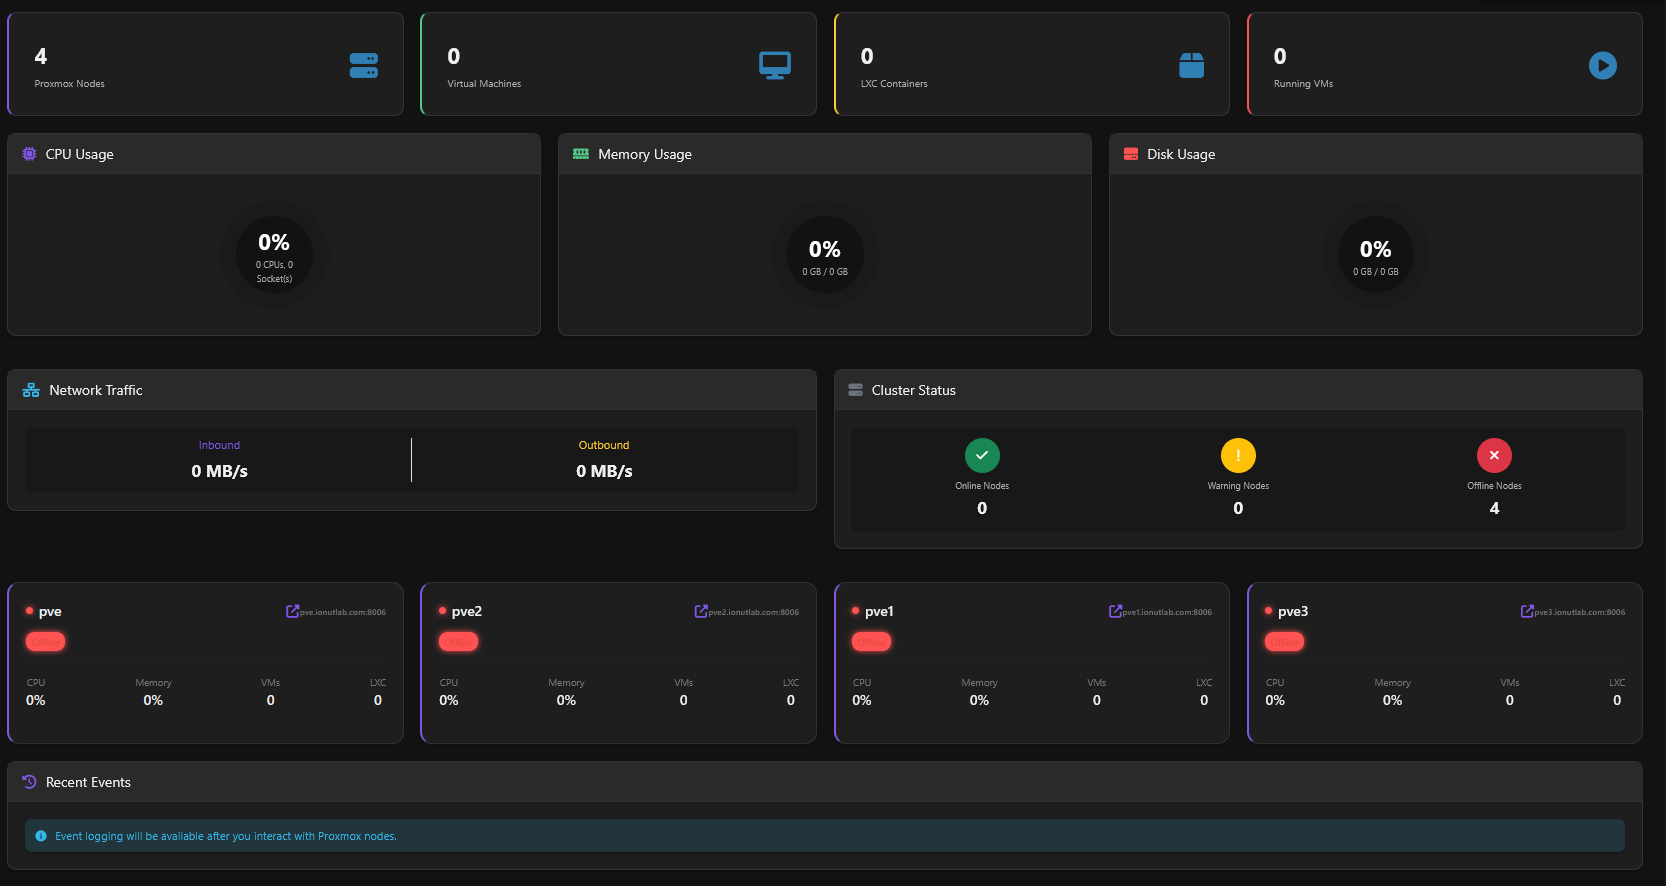 4
Proxmox Nodes
0
Virtual Machines
0
LXC Containers
0
Running VMs
CPU Usage
0%
0 CPUs, 0
Socket(s)
Memory Usage
0%
0 GB / 0 GB
Disk Usage
0%
0 GB / 0 GB
Network Traffic
Inbound
0 MB/s
Outbound
0 MB/s
Cluster Status
Online Nodes
0
Warning Nodes
0
Offline Nodes
4
pve
pve.ionutlab.com:8006
Offline
CPU Memory VMs LXC
0% 0% 0 0
pve2
pve2.ionutlab.com:8006
Offline
CPU Memory VMs LXC
0% 0% 0 0
pve1
pve1.ionutlab.com:8006
Offline
CPU Memory VMs LXC
0% 0% 0 0
pve3
pve3.ionutlab.com:8006
Offline
CPU Memory VMs LXC
0% 0% 0 0
Recent Events
Event logging will be available after you interact with Proxmox nodes.